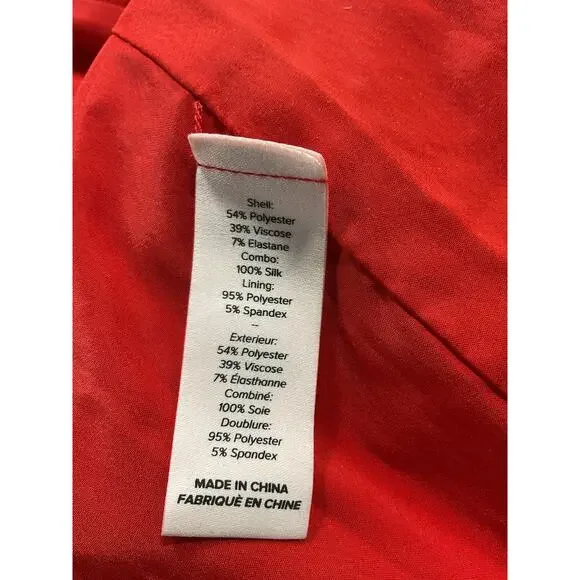 Shell:
54% Polyester
39% Viscose
7% Elastane
Combo:
100% Silk
Lining:
95% Polyester
5% Spandex
--
Exterieur:
54% Polyester
39% Viscose
7% Élasthanne
Combiné:
100% Soie
Doublure:
95% Polyester
5% Spandex
MADE IN CHINA
FABRIQUÈ EN CHINE